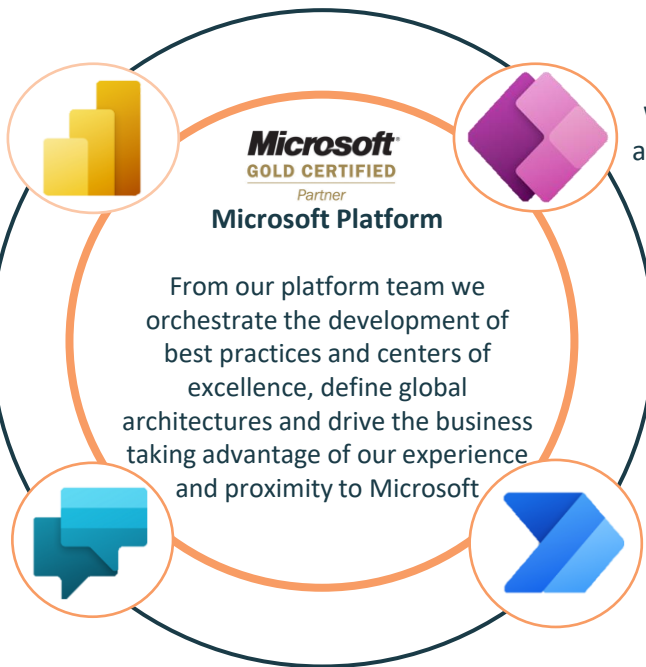 Microsoft
GOLD CERTIFIED
Partner
Microsoft Platform
From our platform team we
orchestrate the development of
best practices and centers of
excellence, define global
architectures and drive the business
taking advantage of our experience
and proximity to Microsoft